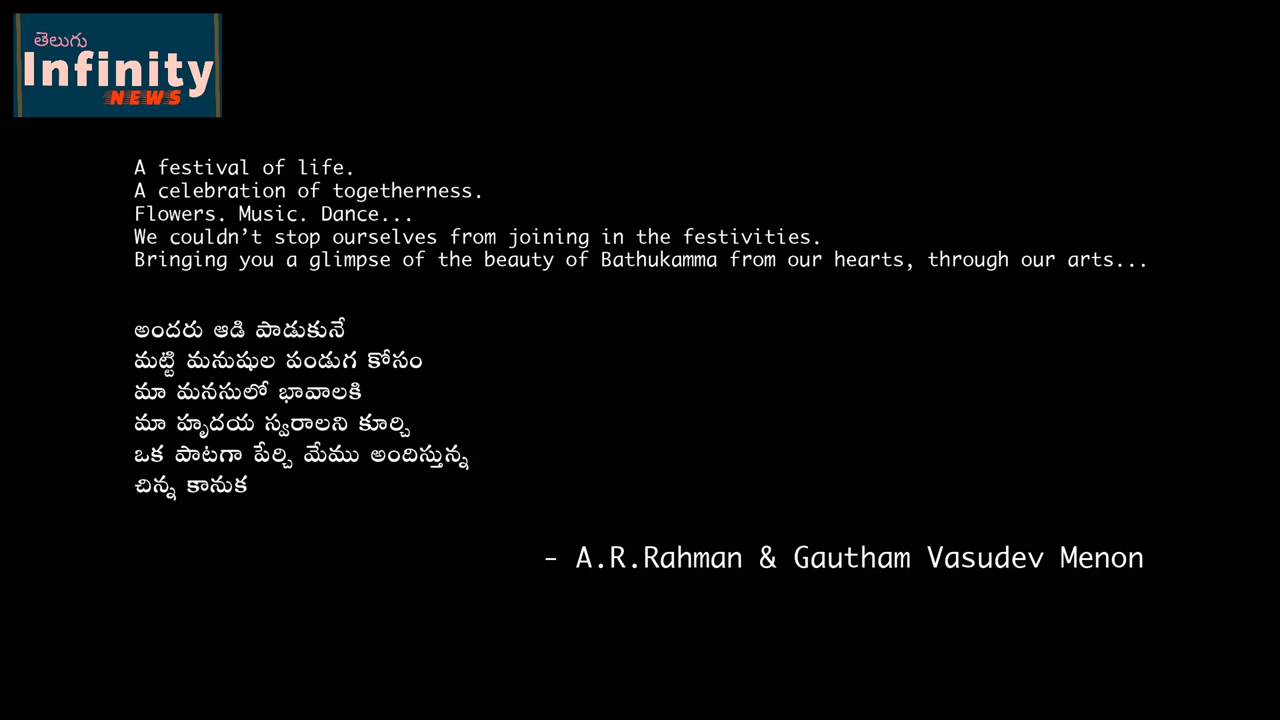 తెలుగు
Infinity
NEWS
A festival of life.
A celebration of togetherness.
Flowers. Music. Dance...
We couldn’t stop ourselves from joining in the festivities.
Bringing you a glimpse of the beauty of Bathukamma from our hearts, through our arts...
అందరు ఆడి పాడుకునే
మట్టి మనుషుల పండుగ కోసం
మా మనసులో భావాలకి
మా హృదయ స్వరాలని కూర్చి
ఒక పాటగా పేర్చి మేము అందిస్తున్న
చిన్న కానుక
- A.R.Rahman & Gautham Vasudev Menon